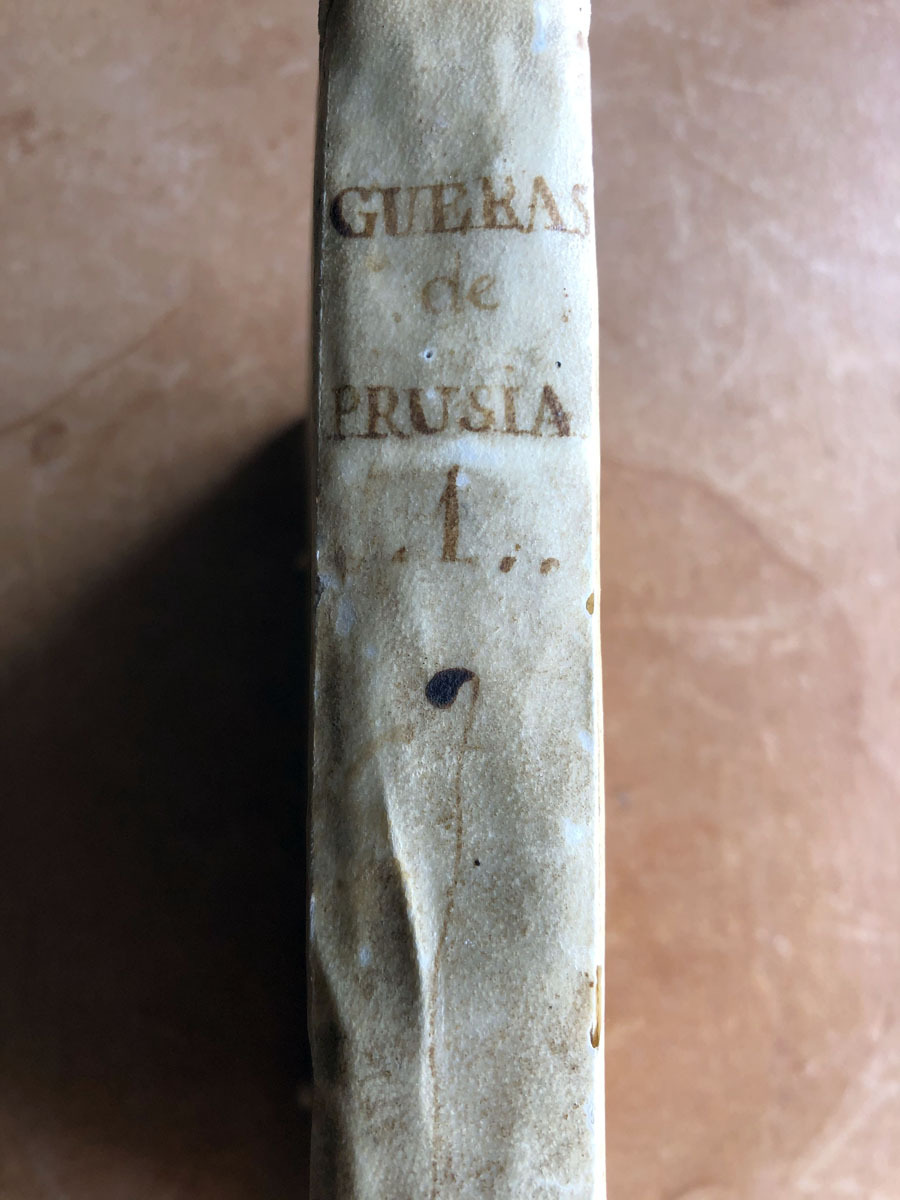 GUERAS
de
PRUSIA
. 1 . .